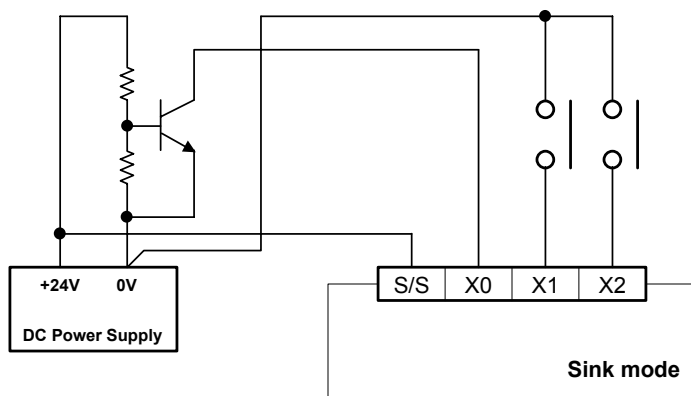 +24V 0V
DC Power Supply
S/S X0 X1 X2
Sink mode